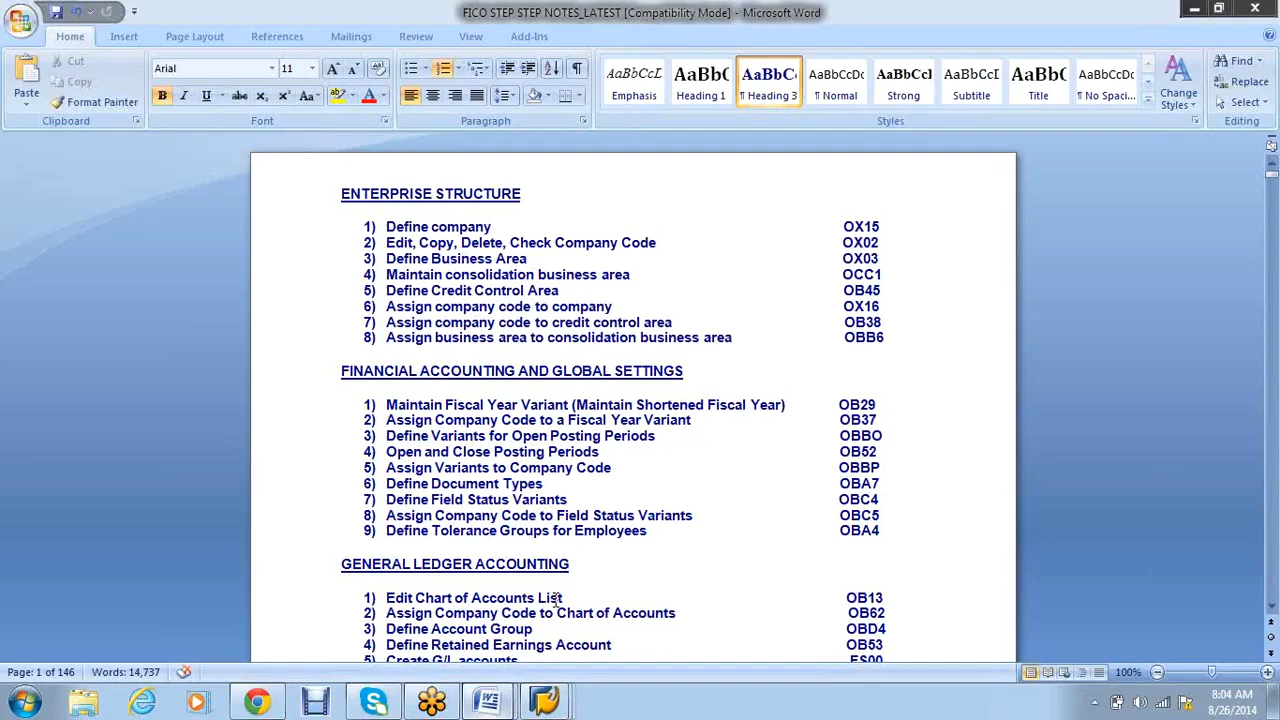 FICO STEP STEP NOTES_LATEST [Compatibility Mode] - Microsoft Word
Home Insert Page Layout References Mailings Review View Add-Ins
Paste
Cut
Copy
Format Painter
Clipboard
Arial 11
Font
Paragraph
AaBbCcL AaBbC AaBbC AaBbCcDc AaBbCcl AaBbCcDc AaBbC AaBbCcDc
Emphasis Heading 1 ¶ Heading 3 ¶ Normal Strong Subtitle Title ¶ No Spaci...
Change Styles
Styles
Find
Replace
Select
Editing
ENTERPRISE STRUCTURE
1) Define company OX15
2) Edit, Copy, Delete, Check Company Code OX02
3) Define Business Area OX03
4) Maintain consolidation business area OCC1
5) Define Credit Control Area OB45
6) Assign company code to company OX16
7) Assign company code to credit control area OB38
8) Assign business area to consolidation business area OBB6
FINANCIAL ACCOUNTING AND GLOBAL SETTINGS
1) Maintain Fiscal Year Variant (Maintain Shortened Fiscal Year) OB29
2) Assign Company Code to a Fiscal Year Variant OB37
3) Define Variants for Open Posting Periods OBBO
4) Open and Close Posting Periods OB52
5) Assign Variants to Company Code OBBP
6) Define Document Types OBA7
7) Define Field Status Variants OBC4
8) Assign Company Code to Field Status Variants OBC5
9) Define Tolerance Groups for Employees OBA4
GENERAL LEDGER ACCOUNTING
1) Edit Chart of Accounts List OB13
2) Assign Company Code to Chart of Accounts OB62
3) Define Account Group OBD4
4) Define Retained Earnings Account OB53
5) Create G/L accounts FS00
Page: 1 of 146 Words: 14,737 100%
8:04 AM
8/26/2014